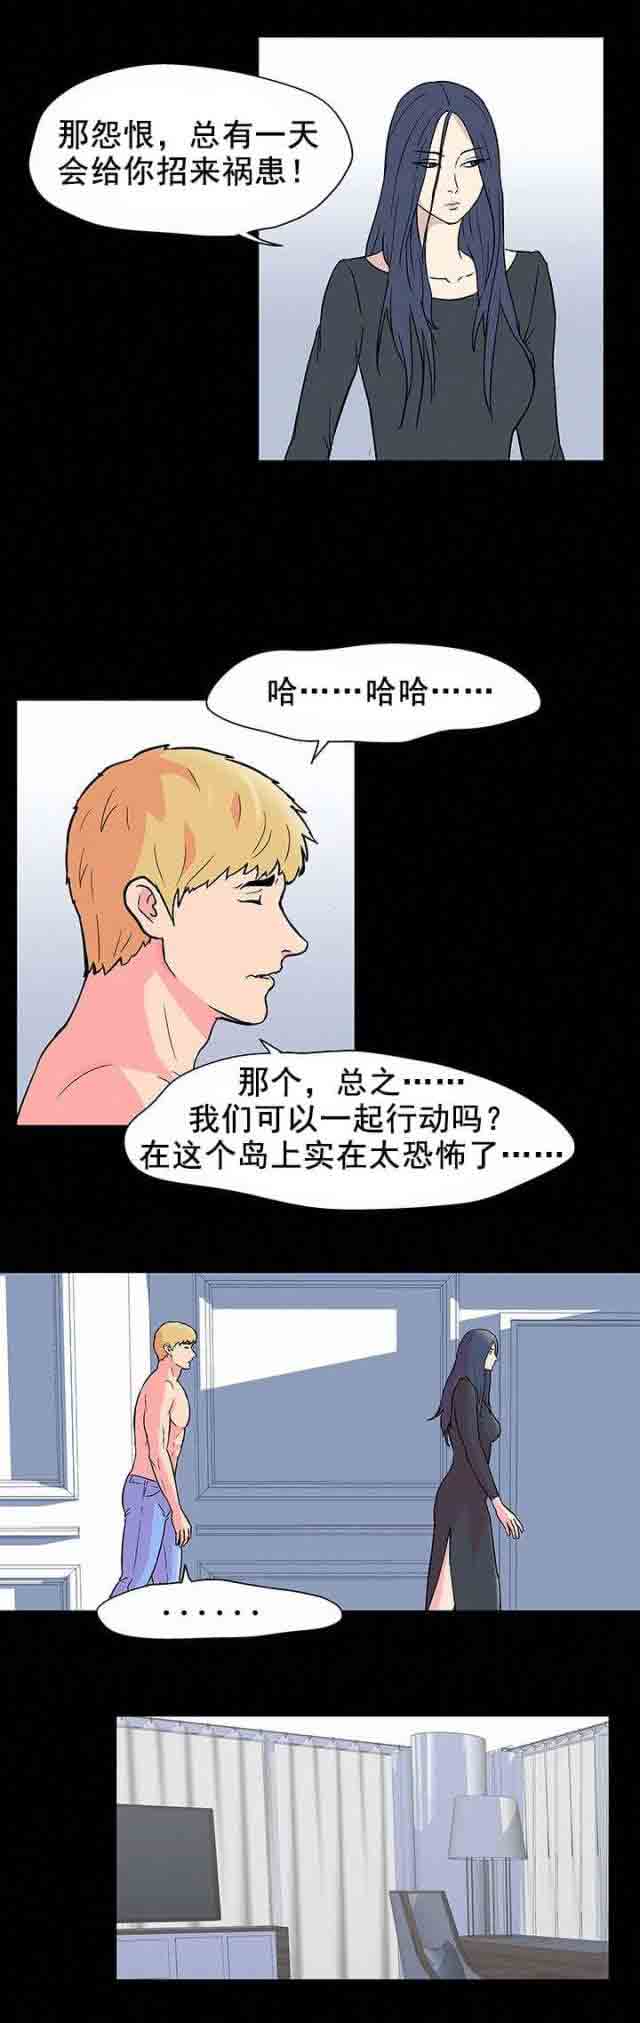 那怨恨，总有一天
会给你招来祸患！
哈……哈哈……
那个，总之……
我们可以一起行动吗？
在这个岛上实在太恐怖了……
······